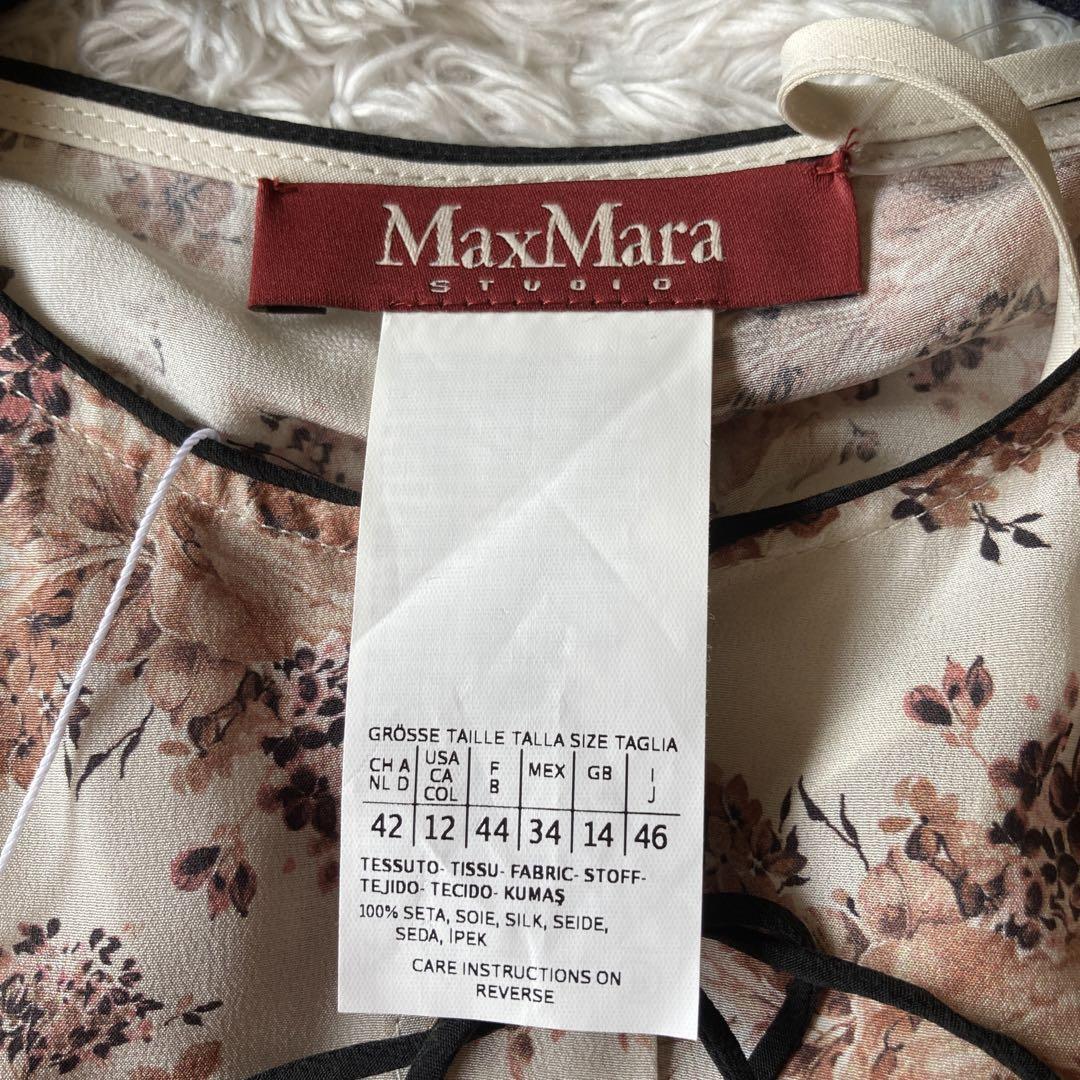 MaxMara
STUDIO
GRÖSSE TAILLE TALLA SIZE TAGLIA
CH A NL D USA CA COL F B MEX GB I J
42 12 44 34 14 46
TESSUTO- TISSU- FABRIC- STOFF-
TEJIDO- TECIDO- KUMAŞ
100% SETA, SOIE, SILK, SEIDE,
SEDA, İPEK
CARE INSTRUCTIONS ON
REVERSE